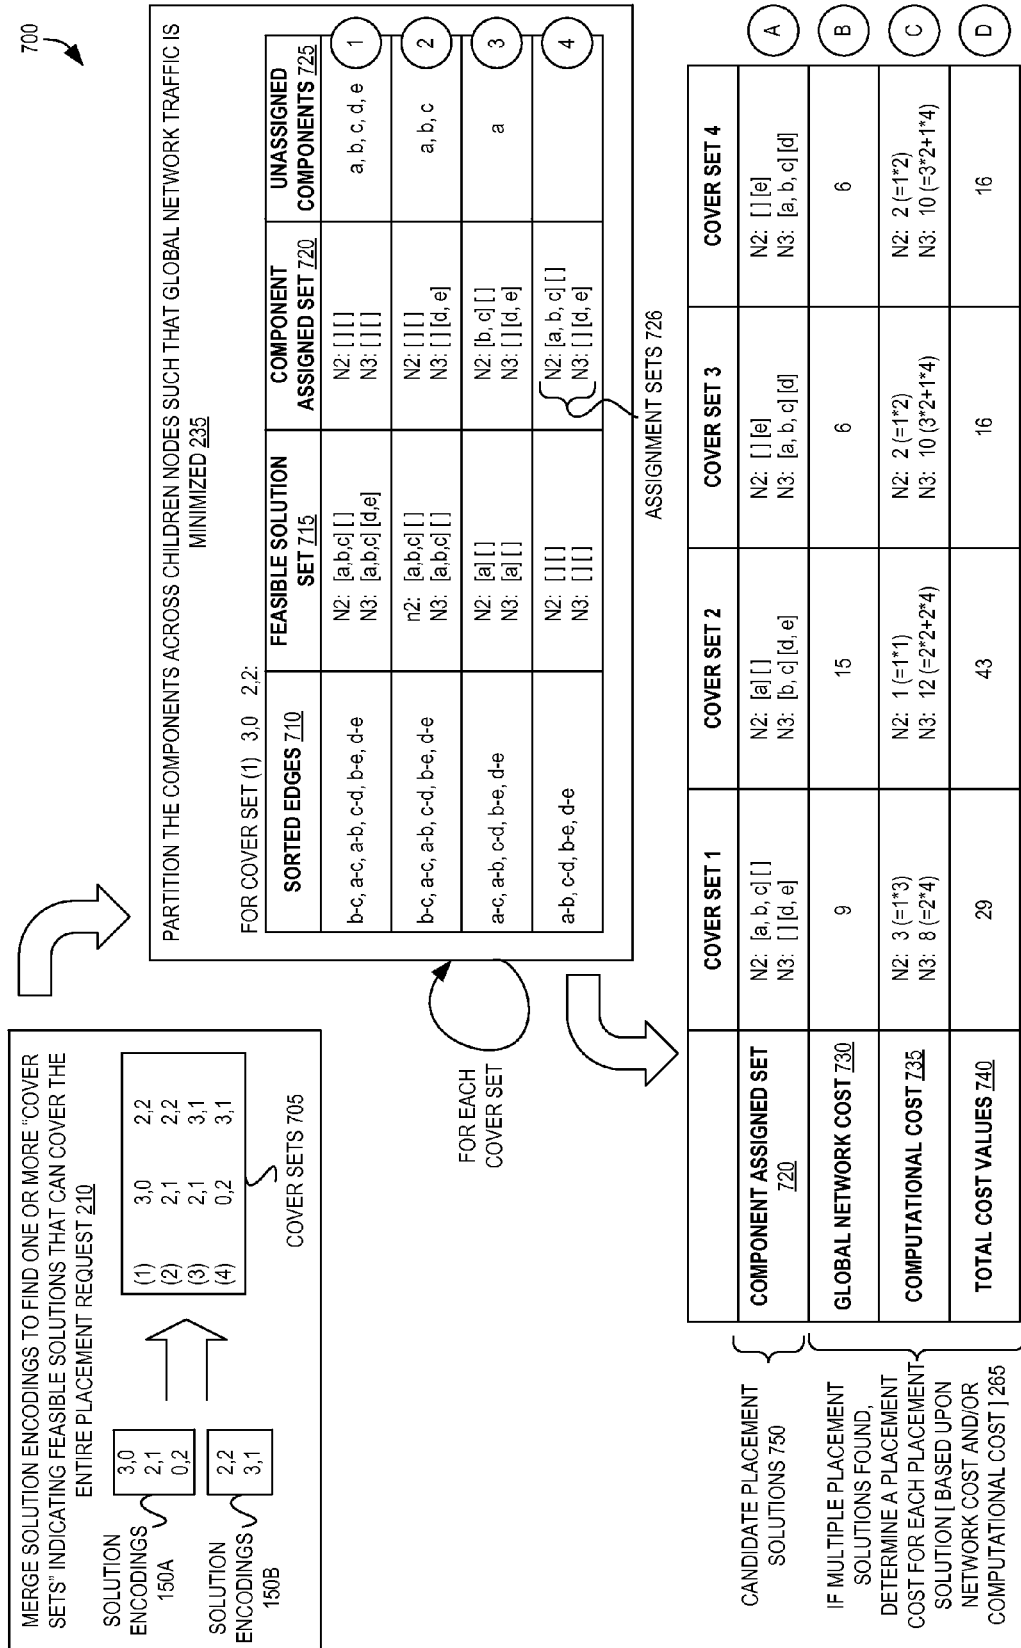 700
MERGE SOLUTION ENCODINGS TO FIND ONE OR MORE “COVER
SETS” INDICATING FEASIBLE SOLUTIONS THAT CAN COVER THE
ENTIRE PLACEMENT REQUEST 210
SOLUTION
ENCODINGS
150A
3,0
2,1
0,2
SOLUTION
ENCODINGS
150B
2,2
3,1
(1) 3,0 2,2
(2) 2,1 2,2
(3) 2,1 3,1
(4) 0,2 3,1
COVER SETS 705
PARTITION THE COMPONENTS ACROSS CHILDREN NODES SUCH THAT GLOBAL NETWORK TRAFFIC IS
MINIMIZED 235
FOR COVER SET (1) 3,0 2,2:
SORTED EDGES 710
FEASIBLE SOLUTION
SET 715
COMPONENT
ASSIGNED SET 720
UNASSIGNED
COMPONENTS 725
b-c, a-c, a-b, c-d, b-e, d-e
N2: [a,b,c] [ ]
N3: [a,b,c] [d,e]
N2: [ ] [ ]
N3: [ ] [ ]
a, b, c, d, e
1
b-c, a-c, a-b, c-d, b-e, d-e
n2: [a,b,c] [ ]
N3: [a,b,c] [ ]
N2: [ ] [ ]
N3: [ ] [d, e]
a, b, c
2
a-c, a-b, c-d, b-e, d-e
N2: [a] [ ]
N3: [a] [ ]
N2: [b, c] [ ]
N3: [ ] [d, e]
a
3
a-b, c-d, b-e, d-e
N2: [ ] [ ]
N3: [ ] [ ]
N2: [a, b, c] [ ]
N3: [ ] [d, e]
4
ASSIGNMENT SETS 726
FOR EACH
COVER SET
COVER SET 1
COVER SET 2
COVER SET 3
COVER SET 4
CANDIDATE PLACEMENT
SOLUTIONS 750
COMPONENT ASSIGNED SET
720
N2: [a, b, c] [ ]
N3: [ ] [d, e]
N2: [a] [ ]
N3: [b, c] [d, e]
N2: [ ] [e]
N3: [a, b, c] [d]
N2: [ ] [e]
N3: [a, b, c] [d]
A
IF MULTIPLE PLACEMENT
SOLUTIONS FOUND,
DETERMINE A PLACEMENT
COST FOR EACH PLACEMENT
SOLUTION [ BASED UPON
NETWORK COST AND/OR
COMPUTATIONAL COST ] 265
GLOBAL NETWORK COST 730
9
15
6
6
B
COMPUTATIONAL COST 735
N2: 3 (=1*3)
N3: 8 (=2*4)
N2: 1 (=1*1)
N3: 12 (=2*2+2*4)
N2: 2 (=1*2)
N3: 10 (3*2+1*4)
N2: 2 (=1*2)
N3: 10 (=3*2+1*4)
C
TOTAL COST VALUES 740
29
43
16
16
D